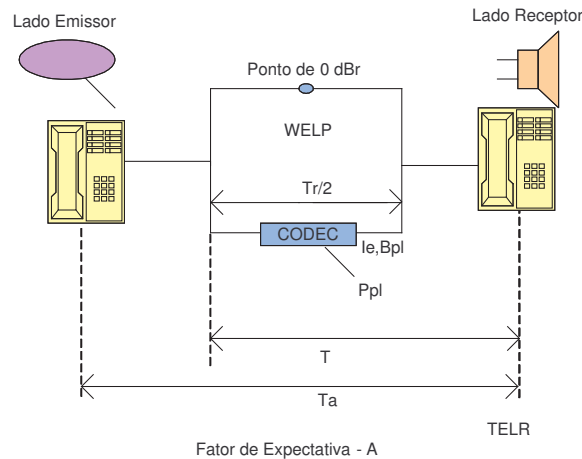 Lado Emissor
Lado Receptor
Ponto de 0 dBr
WELP
Tr/2
CODEC
Ie,Bpl
Ppl
T
Ta
TELR
Fator de Expectativa - A